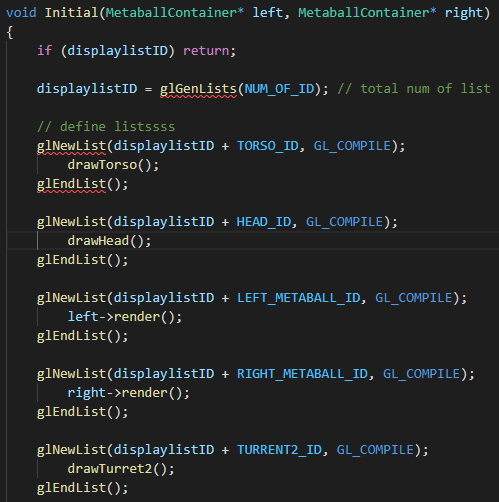 void Initial(MetaballContainer* left, MetaballContainer* right)
{
    if (displaylistID) return;

    displaylistID = glGenLists(NUM_OF_ID); // total num of list

    // define listssss
    glNewList(displaylistID + TORSO_ID, GL_COMPILE);
        drawTorso();
    glEndList();

    glNewList(displaylistID + HEAD_ID, GL_COMPILE);
        drawHead();
    glEndList();

    glNewList(displaylistID + LEFT_METABALL_ID, GL_COMPILE);
        left->render();
    glEndList();

    glNewList(displaylistID + RIGHT_METABALL_ID, GL_COMPILE);
        right->render();
    glEndList();

    glNewList(displaylistID + TURRENT2_ID, GL_COMPILE);
        drawTurret2();
    glEndList();